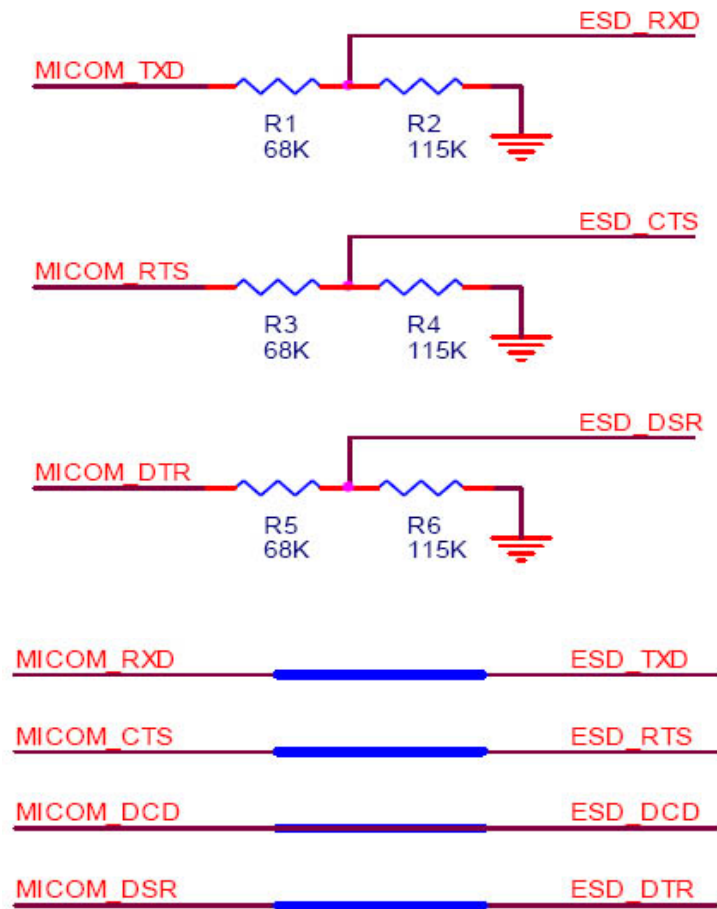 ESD_RXD
MICOM_TXD
R1 R2
68K 115K
ESD_CTS
MICOM_RTS
R3 R4
68K 115K
ESD_DSR
MICOM_DTR
R5 R6
68K 115K
MICOM_RXD ESD_TXD
MICOM_CTS ESD_RTS
MICOM_DCD ESD_DCD
MICOM_DSR ESD_DTR